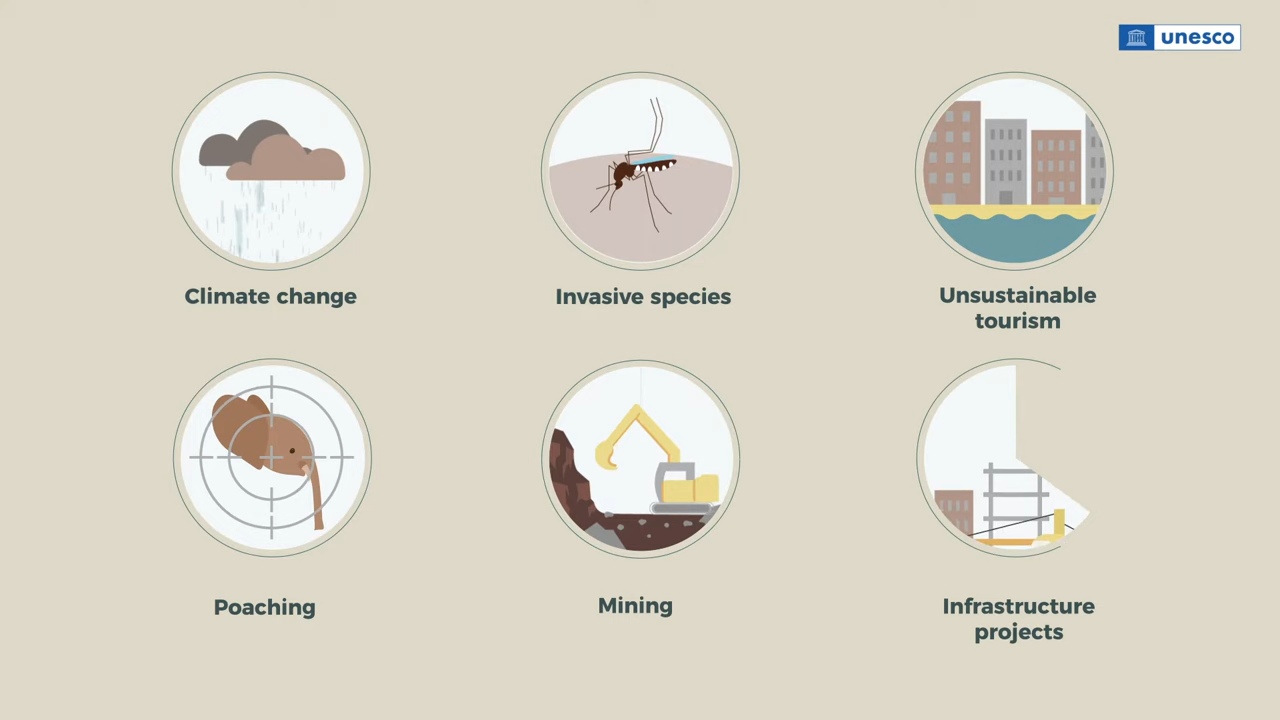 unesco
Climate change
Invasive species
Unsustainable
tourism
Poaching
Mining
Infrastructure
projects